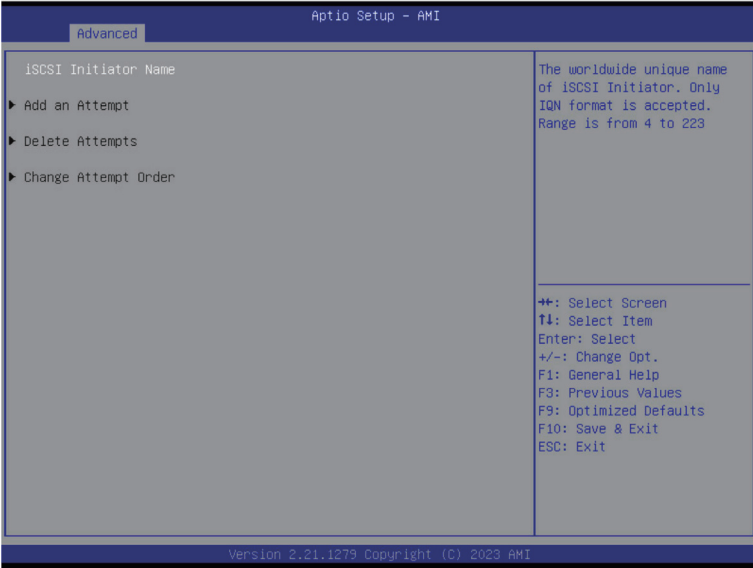 Aptio Setup – AMI
Advanced
iSCSI Initiator Name
▶ Add an Attempt
▶ Delete Attempts
▶ Change Attempt Order
The worldwide unique name
of iSCSI Initiator. Only
IQN format is accepted.
Range is from 4 to 223
→←: Select Screen
↑↓: Select Item
Enter: Select
+/-: Change Opt.
F1: General Help
F3: Previous Values
F9: Optimized Defaults
F10: Save & Exit
ESC: Exit
Version 2.21.1279 Copyright (C) 2023 AMI